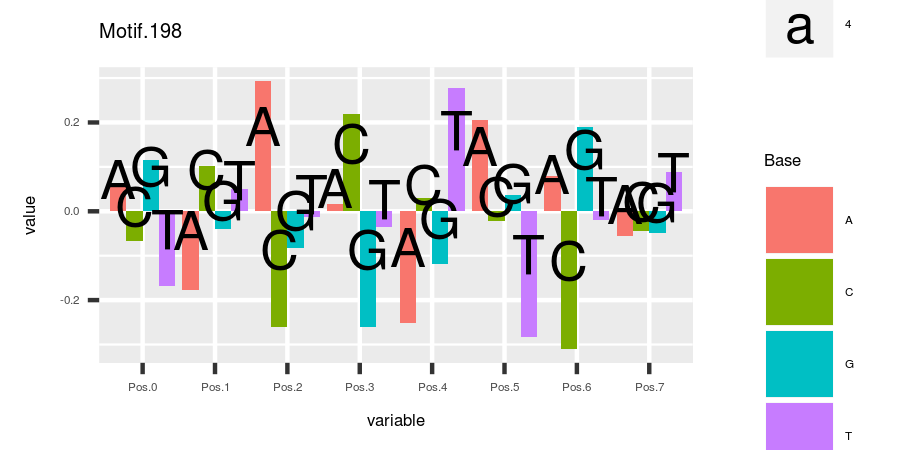 Motif.198
a 4
value
0.2
0.0
-0.2
A C G T A C G T A C G T A C G T A C G T A C G T A C G T A C G T
Pos.0 Pos.1 Pos.2 Pos.3 Pos.4 Pos.5 Pos.6 Pos.7
variable
Base
A
C
G
T